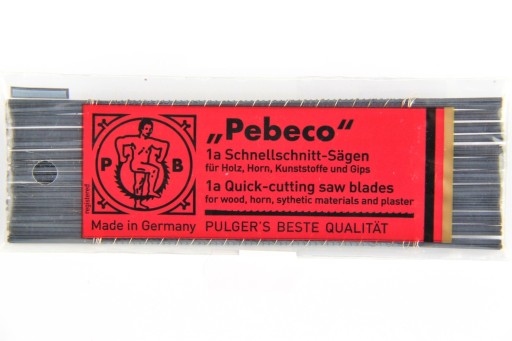 „Pebeco“
P B
registered
1a Schnellschnitt-Sägen
für Holz, Horn, Kunststoffe und Gips
1a Quick-cutting saw blades
for wood, horn, sythetic materials and plaster
Made in Germany PULGER'S BESTE QUALITÄT